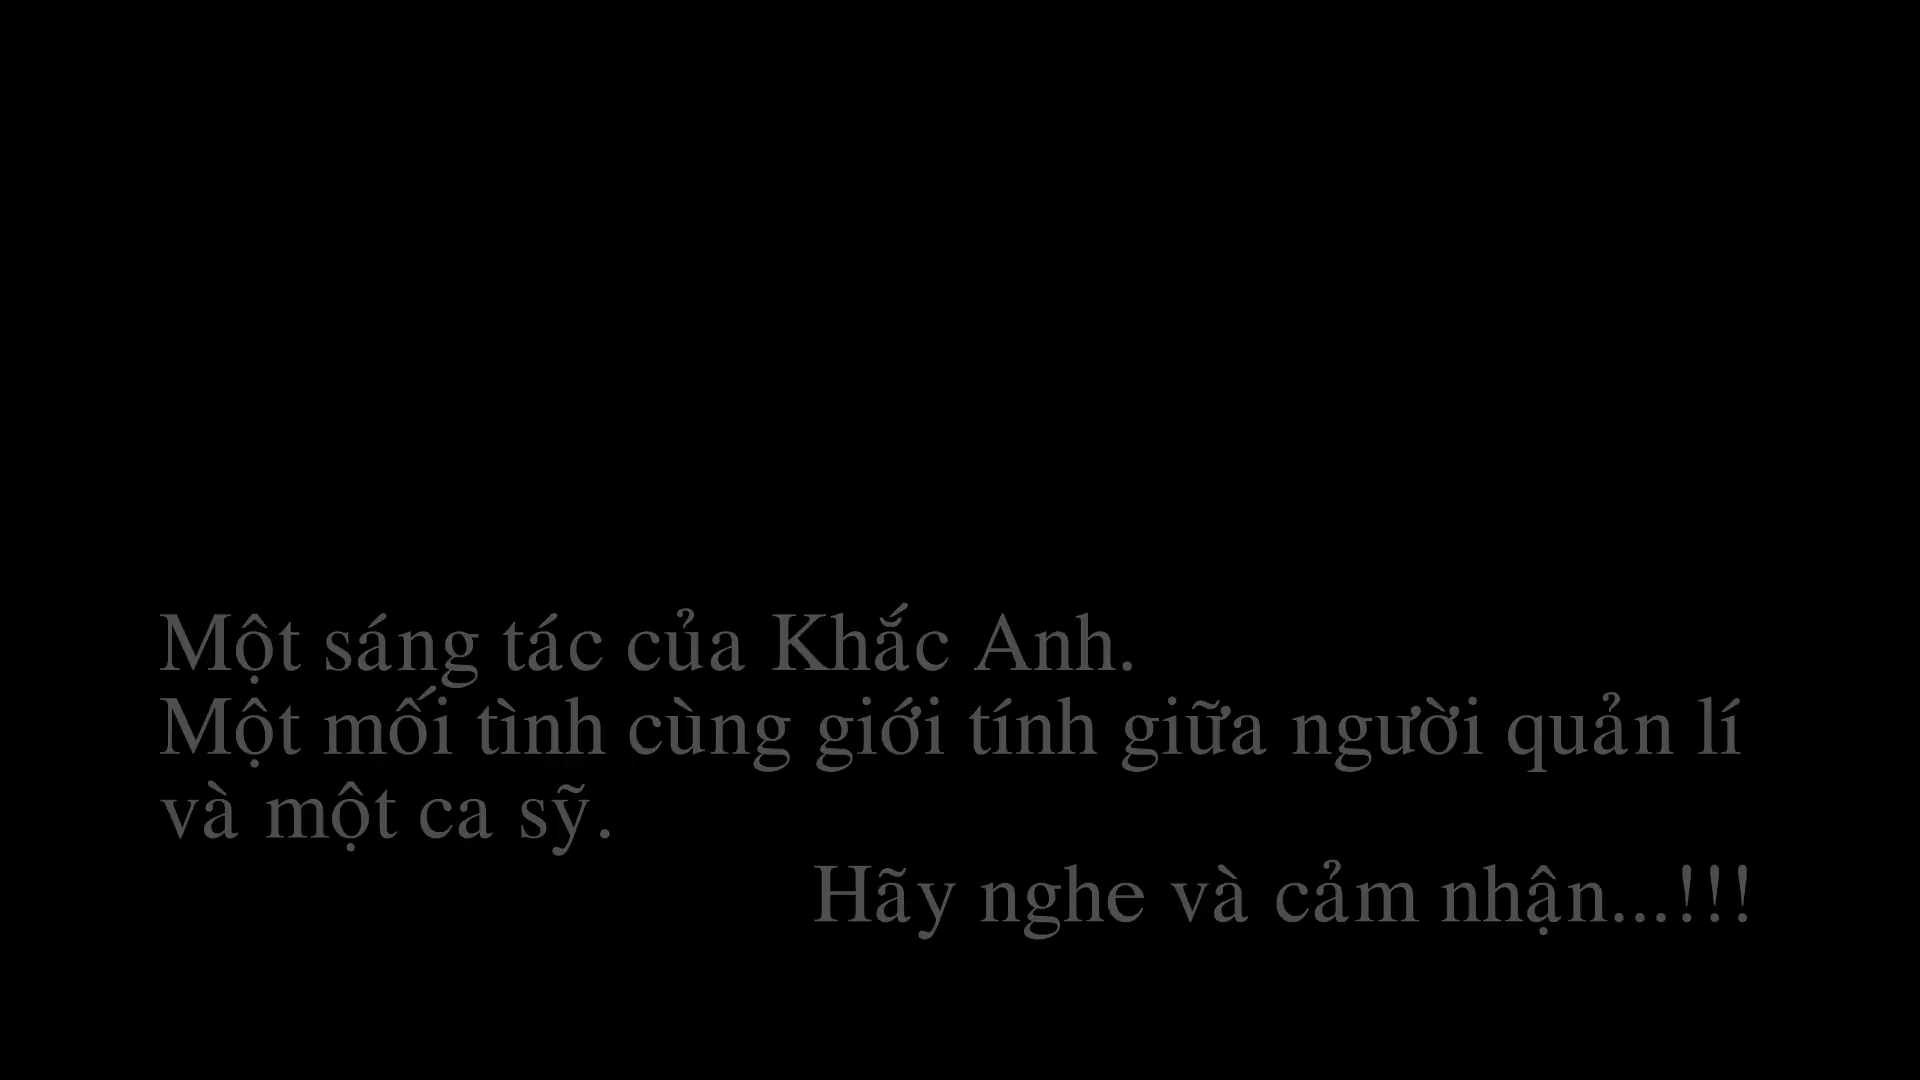 Một sáng tác của Khắc Anh.
Một mối tình cùng giới tính giữa người quản lí
và một ca sỹ.
Hãy nghe và cảm nhận...!!!